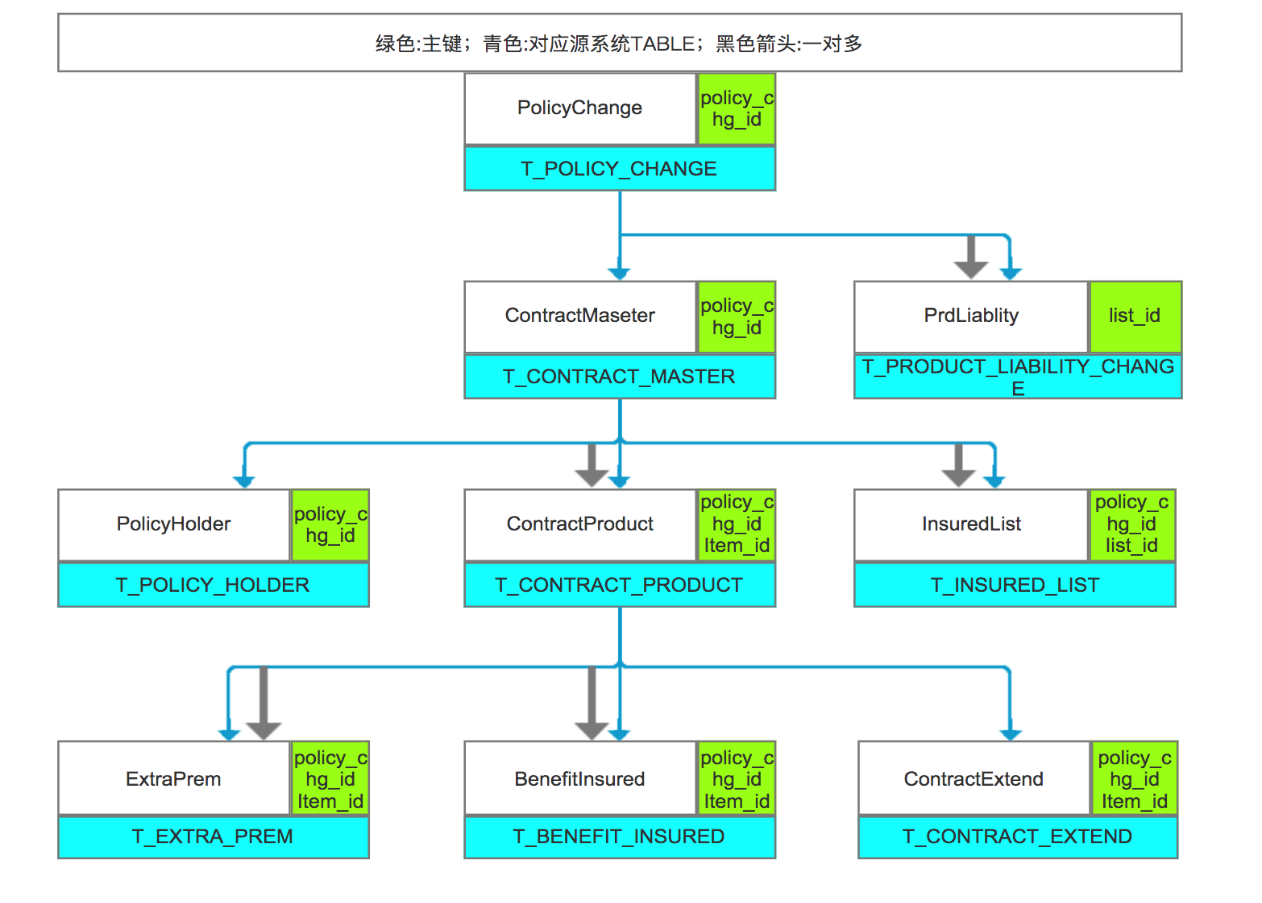 绿色:主键；青色:对应源系统TABLE；黑色箭头:一对多
PolicyChange
policy_c
hg_id
T_POLICY_CHANGE
ContractMaseter
policy_c
hg_id
T_CONTRACT_MASTER
PrdLiablity
list_id
T_PRODUCT_LIABILITY_CHANG
E
PolicyHolder
policy_c
hg_id
T_POLICY_HOLDER
ContractProduct
policy_c
hg_id
Item_id
T_CONTRACT_PRODUCT
InsuredList
policy_c
hg_id
list_id
T_INSURED_LIST
ExtraPrem
policy_c
hg_id
Item_id
T_EXTRA_PREM
BenefitInsured
policy_c
hg_id
Item_id
T_BENEFIT_INSURED
ContractExtend
policy_c
hg_id
Item_id
T_CONTRACT_EXTEND